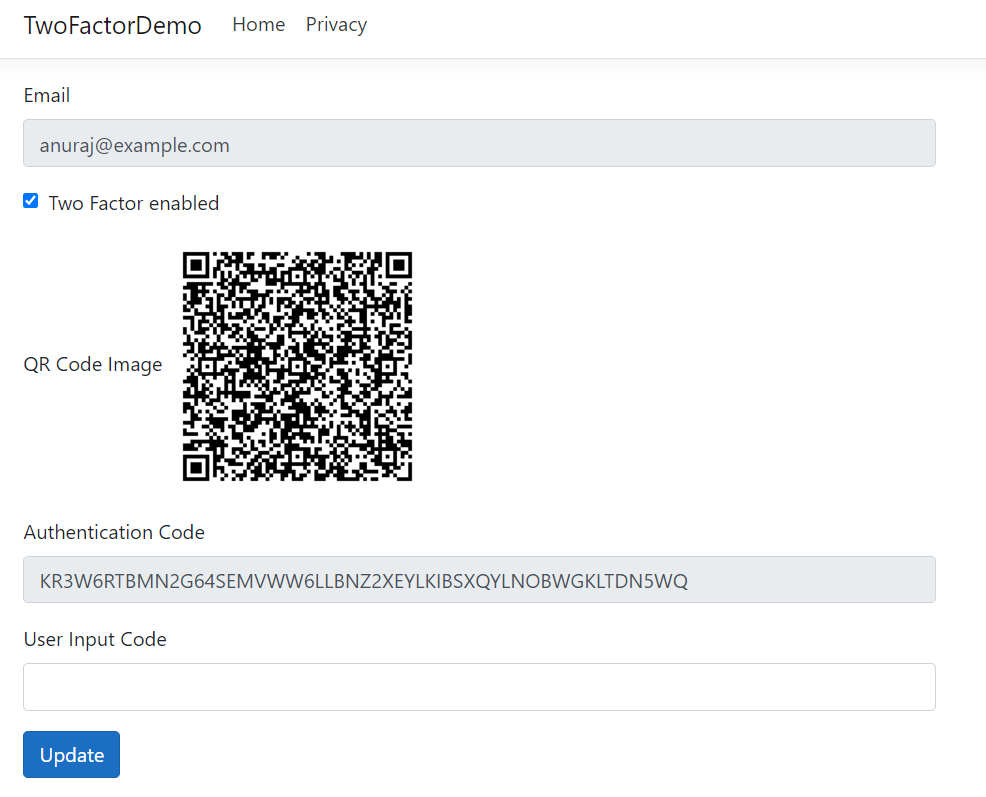 TwoFactorDemo Home Privacy
Email
anuraj@example.com
Two Factor enabled
QR Code Image
Authentication Code
KR3W6RTBMN2G64SEMVWW6LLBNZ2XEYLKIBSXQYLNOBWGKLTDN5WQ
User Input Code
Update